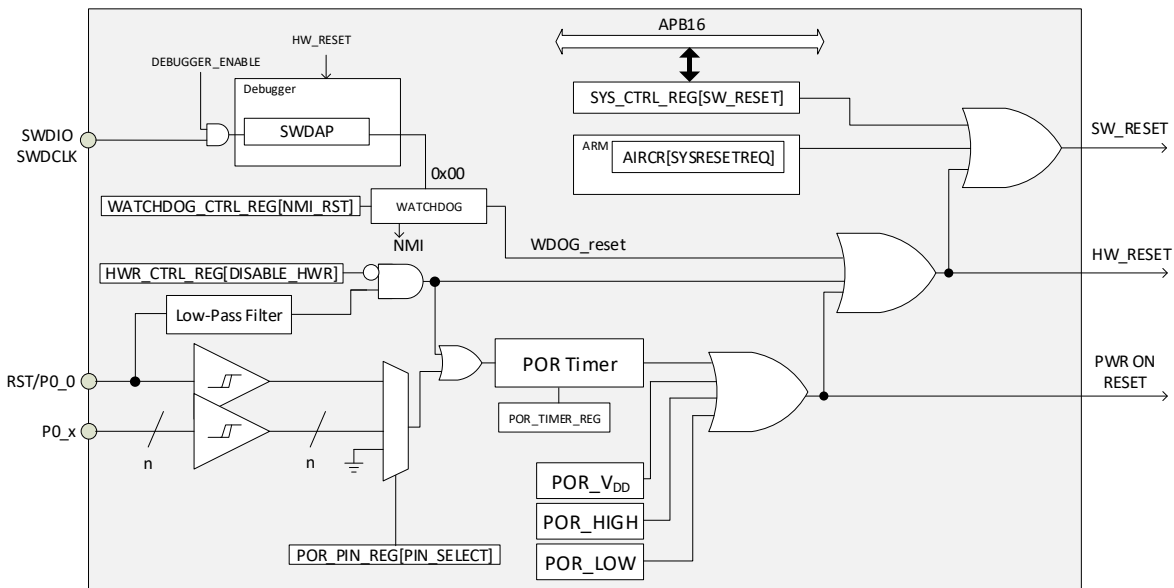 APB16
HW_RESET
DEBUGGER_ENABLE
Debugger
SWDAP
SYS_CTRL_REG[SW_RESET]
SWDIO
SWDCLK
SW_RESET
ARM
AIRCR[SYSRESETREQ]
0x00
WATCHDOG_CTRL_REG[NMI_RST]
WATCHDOG
NMI
WDOG_reset
HWR_CTRL_REG[DISABLE_HWR]
HW_RESET
Low-Pass Filter
RST/P0_0
POR Timer
PWR ON
RESET
POR_TIMER_REG
P0_x
n
n
POR_VDD
POR_HIGH
POR_PIN_REG[PIN_SELECT]
POR_LOW